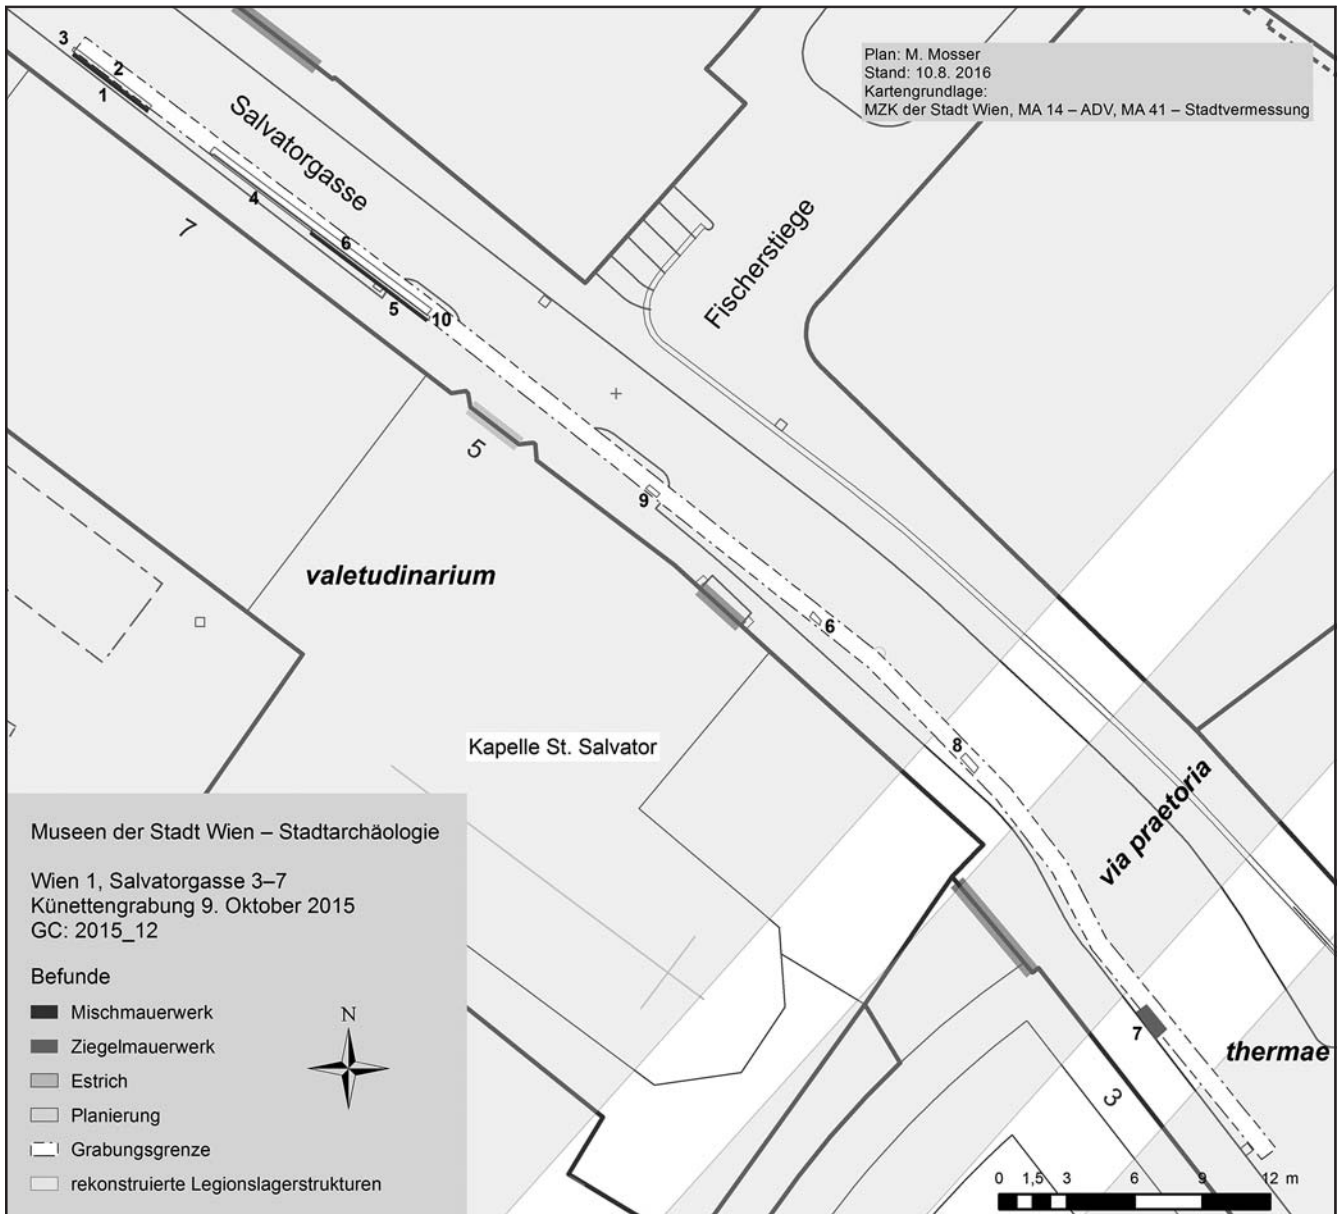 Plan: M. Mosser
Stand: 10.8. 2016
Kartengrundlage:
MZK der Stadt Wien, MA 14 – ADV, MA 41 – Stadtvermessung
3
2
1
Salvatorgasse
4
7
6
5
10
Fischerstiege
5
9
valetudinarium
6
Kapelle St. Salvator
8
via praetoria
7
thermae
3
Museen der Stadt Wien – Stadtarchäologie
Wien 1, Salvatorgasse 3–7
Künettengrabung 9. Oktober 2015
GC: 2015_12
Befunde
Mischmauerwerk
Ziegelmauerwerk
Estrich
Planierung
Grabungsgrenze
rekonstruierte Legionslagerstrukturen
N
0 1,5 3 6 9 12 m